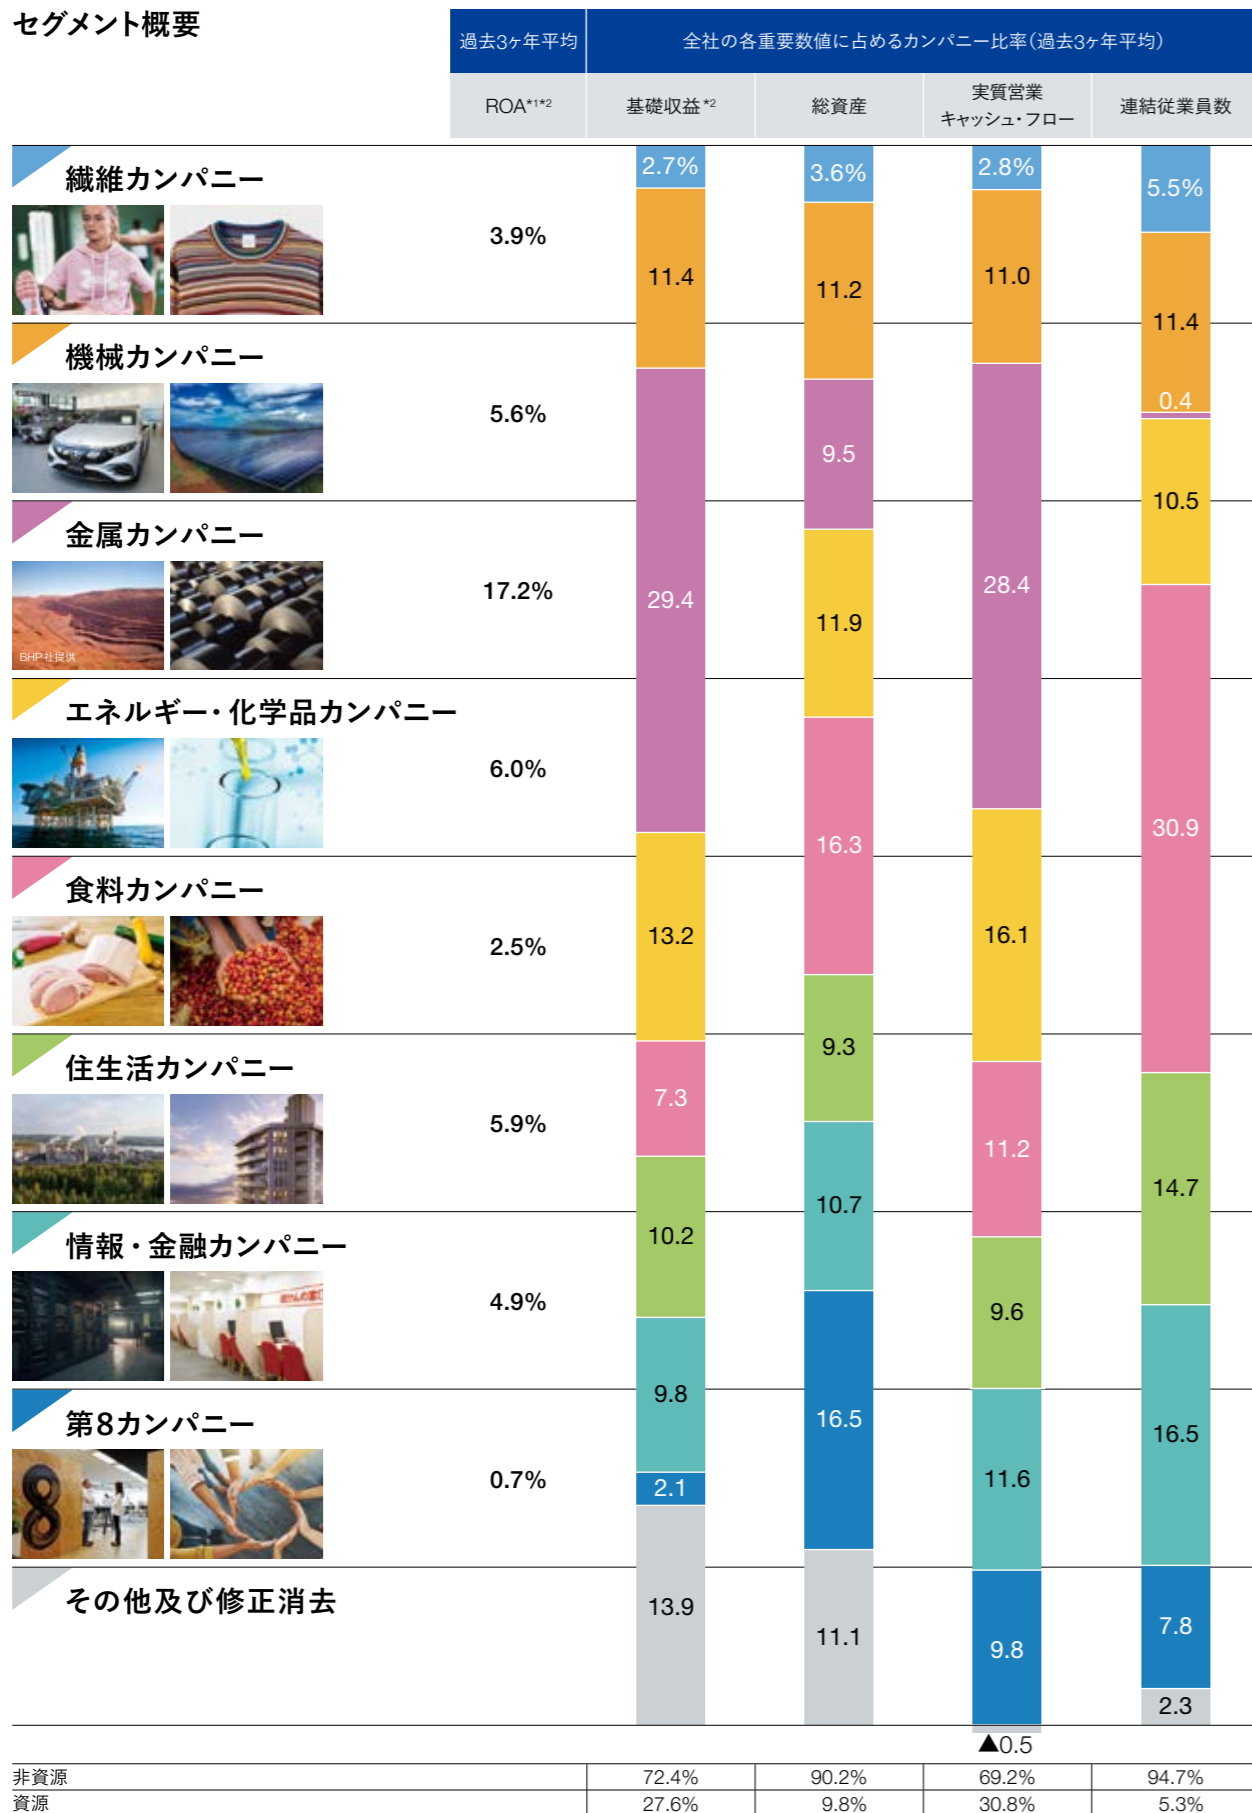 セグメント概要
過去3ヶ年平均
全社の各重要数値に占めるカンパニー比率(過去3ヶ年平均)
ROA*1*2
基礎収益*2
総資産
実質営業
キャッシュ・フロー
連結従業員数
繊維カンパニー
3.9%
2.7%
3.6%
2.8%
5.5%
11.4
11.2
11.0
11.4
機械カンパニー
5.6%
0.4
9.5
10.5
金属カンパニー
BHP社提供
17.2%
29.4
11.9
28.4
エネルギー・化学品カンパニー
6.0%
16.3
30.9
食料カンパニー
2.5%
13.2
16.1
住生活カンパニー
5.9%
7.3
9.3
11.2
14.7
10.7
情報・金融カンパニー
4.9%
10.2
9.6
9.8
16.5
16.5
第8カンパニー
8
0.7%
2.1
11.6
その他及び修正消去
13.9
11.1
9.8
7.8
2.3
▲0.5
非資源 72.4% 90.2% 69.2% 94.7%
資源 27.6% 9.8% 30.8% 5.3%